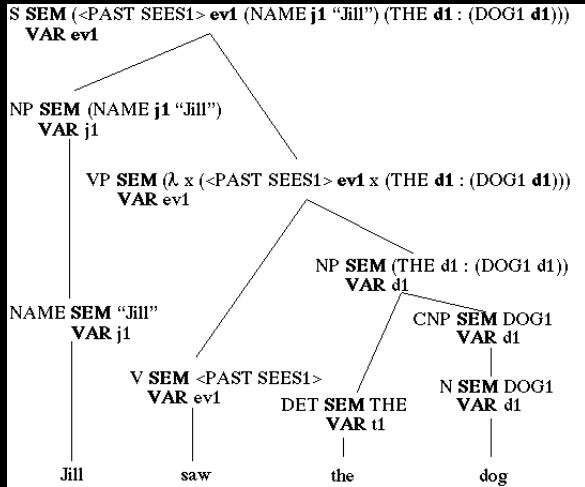 S SEM (<PAST SEES1> ev1 (NAME j1 “Jill”) (THE d1 : (DOG1 d1)))
VAR ev1
NP SEM (NAME j1 “Jill”)
VAR j1
VP SEM (λ x (<PAST SEES1> ev1 x (THE d1 : (DOG1 d1)))
VAR ev1
NP SEM (THE d1 : (DOG1 d1))
VAR d1
NAME SEM “Jill”
VAR j1
CNP SEM DOG1
VAR d1
V SEM <PAST SEES1>
VAR ev1
DET SEM THE
VAR t1
N SEM DOG1
VAR d1
Jill saw the dog